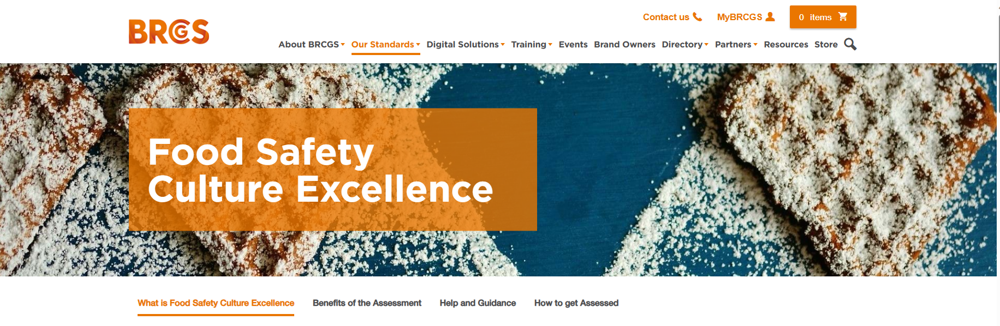 BRCGS
Contact us
MyBRCGS
0 items
About BRCGS
Our Standards
Digital Solutions
Training
Events
Brand Owners
Directory
Partners
Resources
Store
Food Safety
Culture Excellence
What is Food Safety Culture Excellence
Benefits of the Assessment
Help and Guidance
How to get Assessed